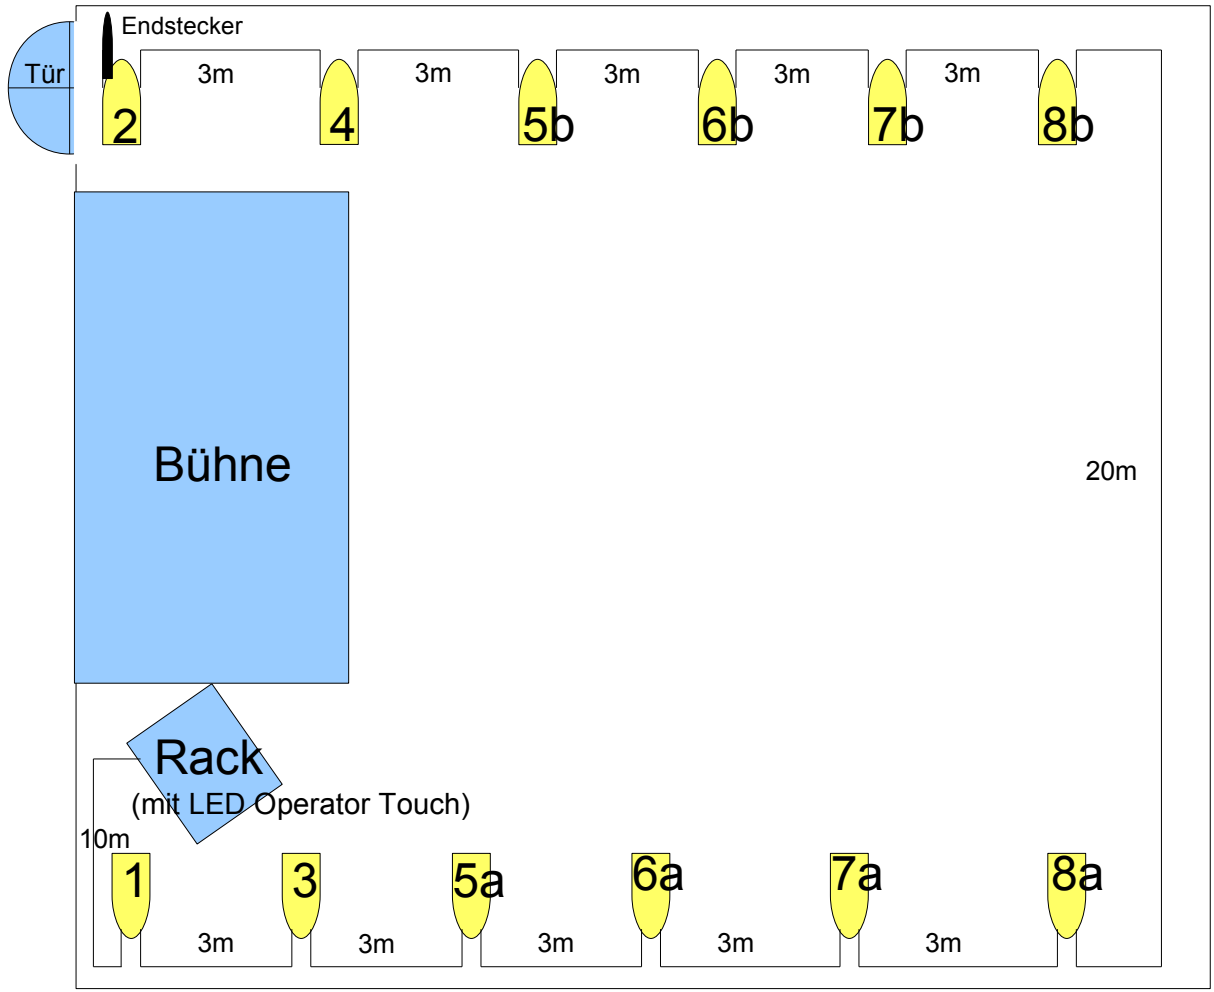 Endstecker
Tür
3m
3m
3m
3m
3m
2
4
5b
6b
7b
8b
Bühne
20m
Rack
(mit LED Operator Touch)
10m
1
3
5a
6a
7a
8a
3m
3m
3m
3m
3m